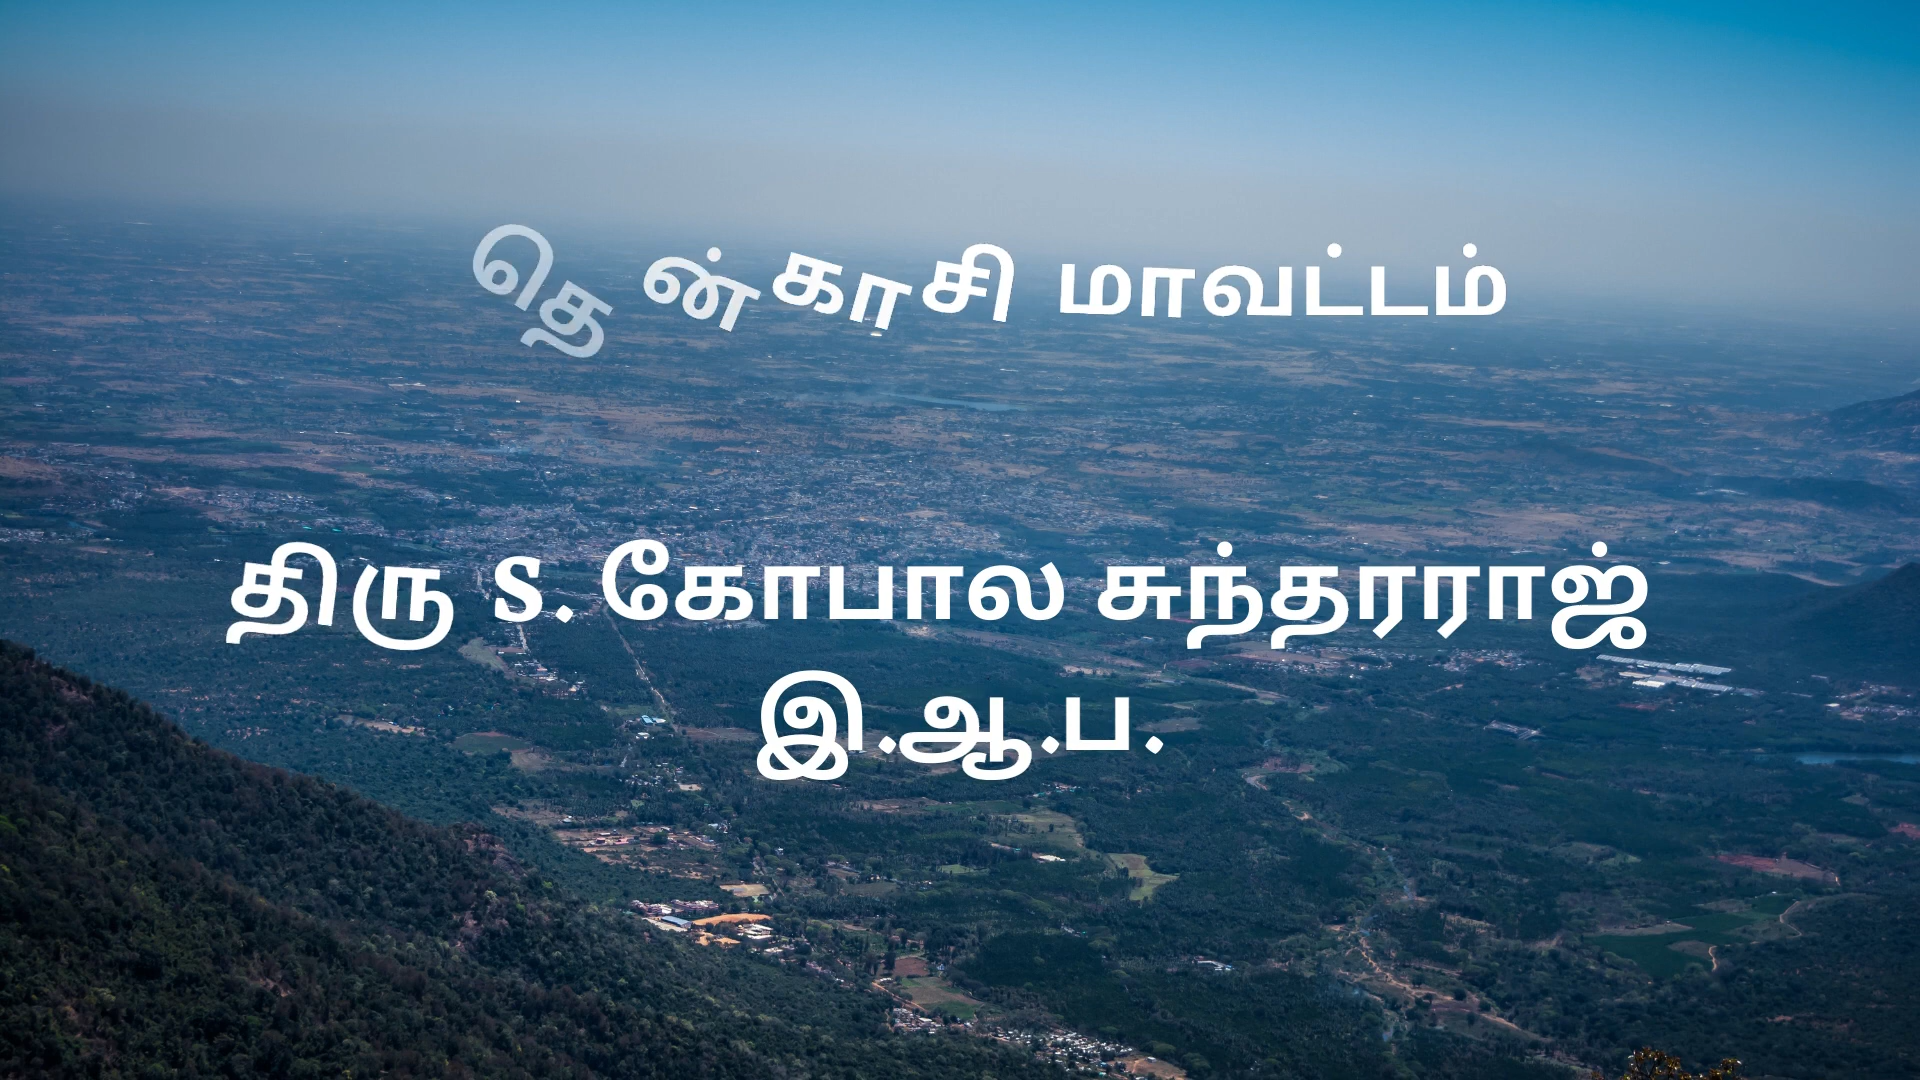 தென்காசி மாவட்டம்
திரு S. கோபால சுந்தரராஜ்
இ.ஆ.ப.